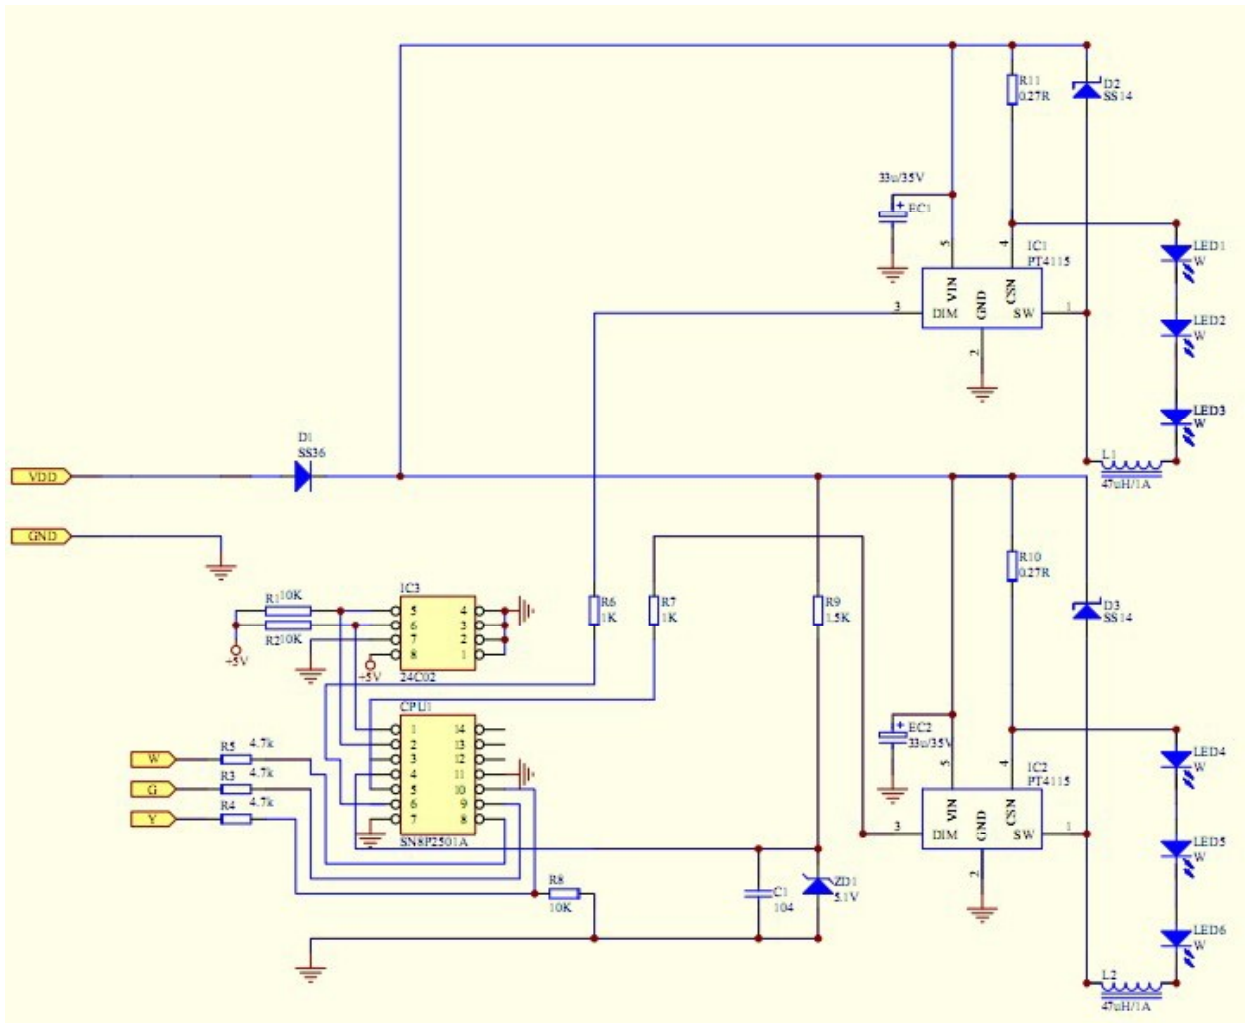 R11
0.27R
D2
SS14
33u/35V
EC1
IC1
PT4115
5
4
VIN
GND
CSN
3
DIM
SW
1
2
LED1
W
LED2
W
LED3
W
L1
47uH/1A
D1
SS36
VDD
GND
R10
0.27R
D3
SS14
R1
10K
R2
10K
+5V
IC3
5
6
7
8
4
3
2
1
24C02
+5V
R6
1K
R7
1K
R9
1.5K
CPU1
1
2
3
4
5
6
7
14
13
12
11
10
9
8
SN8P2501A
W
R5
4.7k
G
R3
4.7k
Y
R4
4.7k
R8
10K
C1
104
ZD1
5.1V
EC2
33u/35V
IC2
PT4115
5
4
VIN
GND
CSN
3
DIM
SW
1
2
LED4
W
LED5
W
LED6
W
L2
47uH/1A